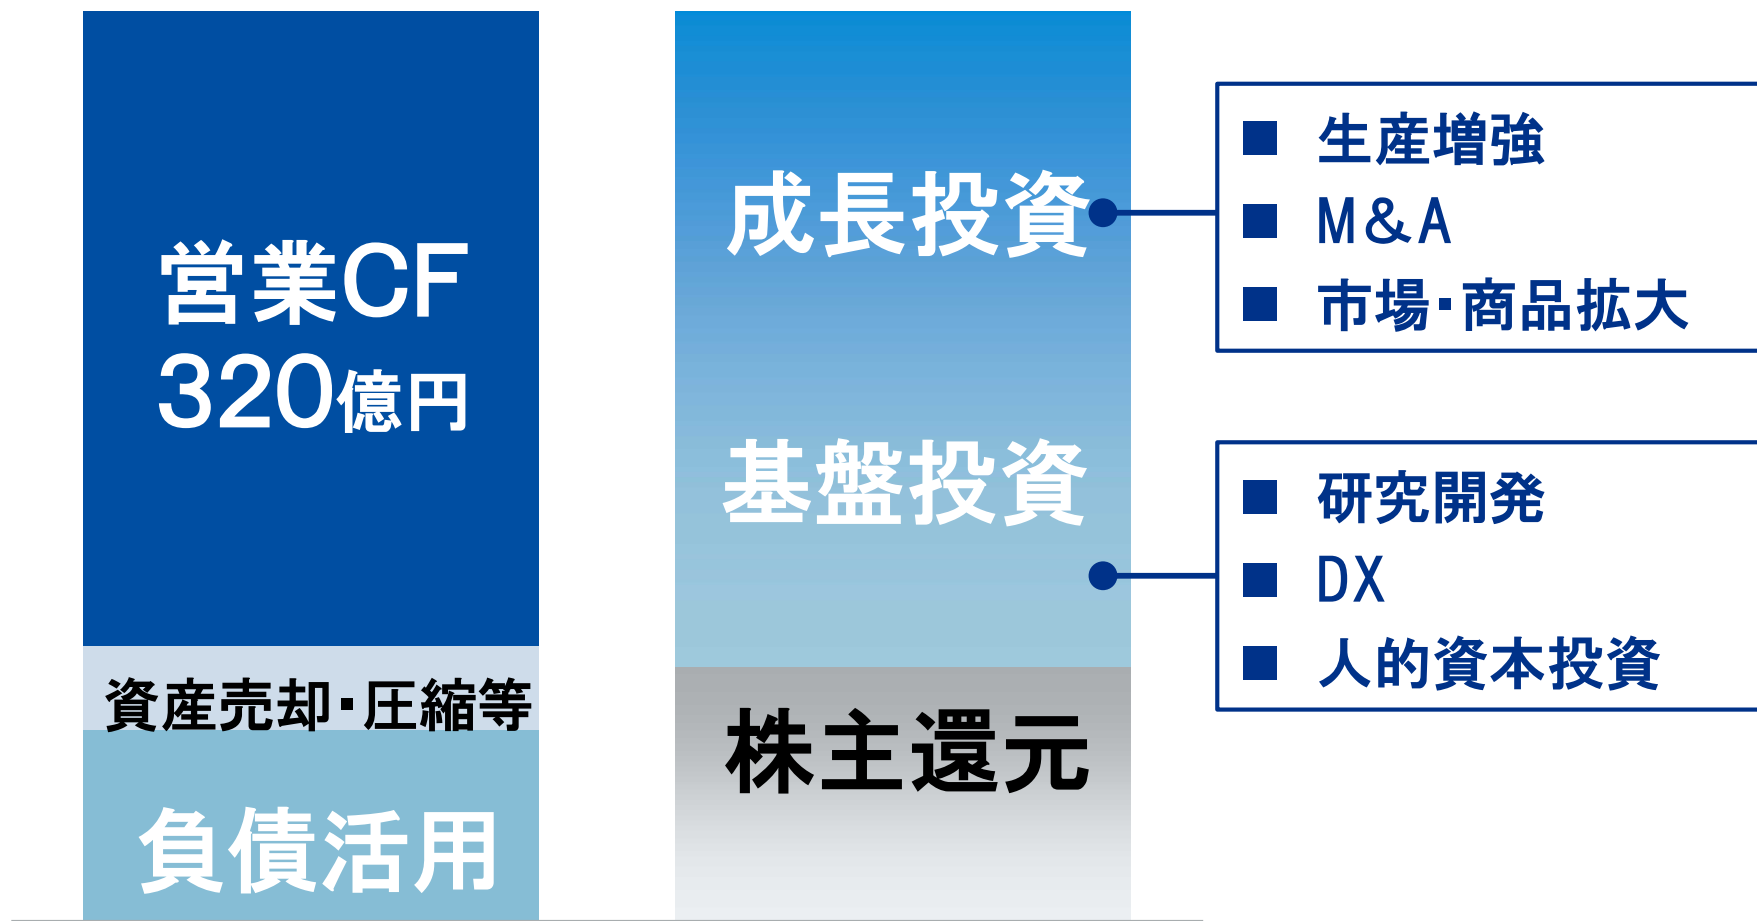 営業CF
320億円
資産売却・圧縮等
負債活用
成長投資
基盤投資
株主還元
■ 生産増強
■ M＆A
■ 市場・商品拡大
■ 研究開発
■ DX
■ 人的資本投資